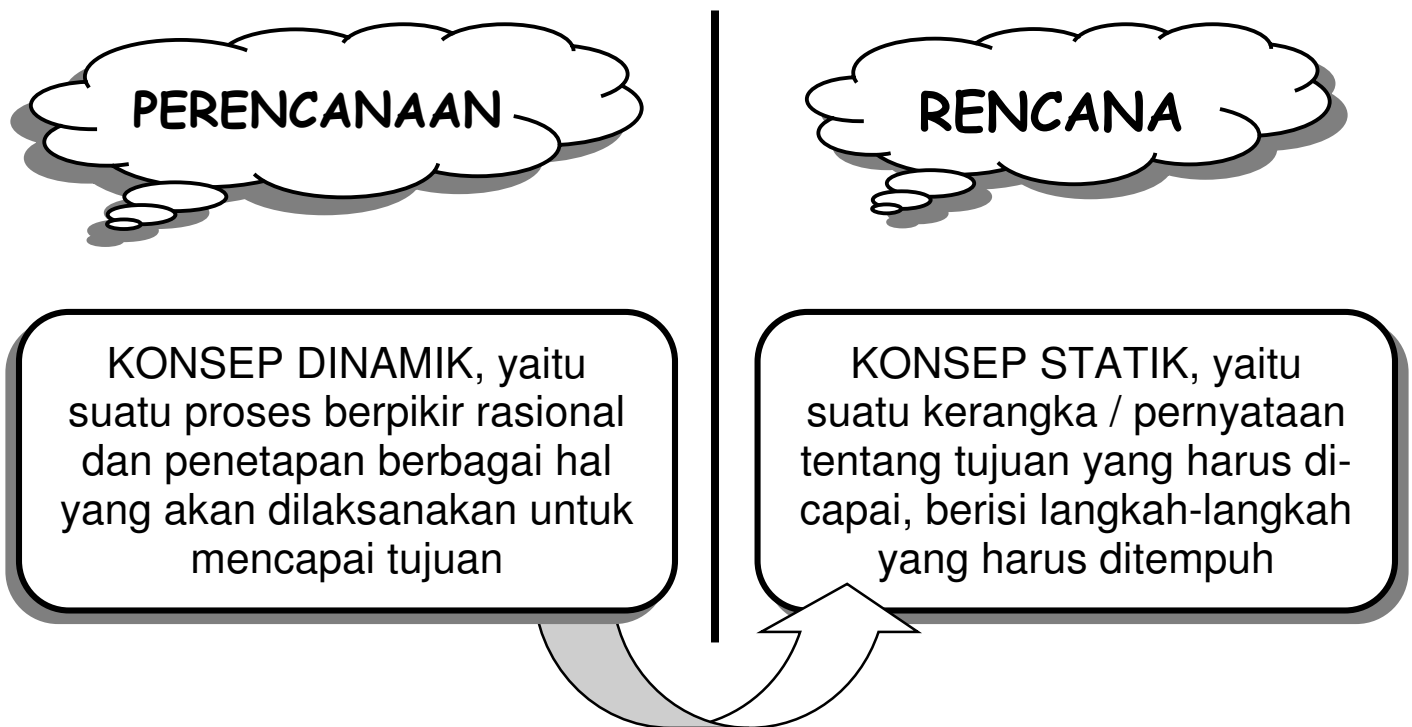 PERENCANAAN
KONSEP DINAMIK, yaitu
suatu proses berpikir rasional
dan penetapan berbagai hal
yang akan dilaksanakan untuk
mencapai tujuan
RENCANA
KONSEP STATIK, yaitu
suatu kerangka / pernyataan
tentang tujuan yang harus di-
capai, berisi langkah-langkah
yang harus ditempuh